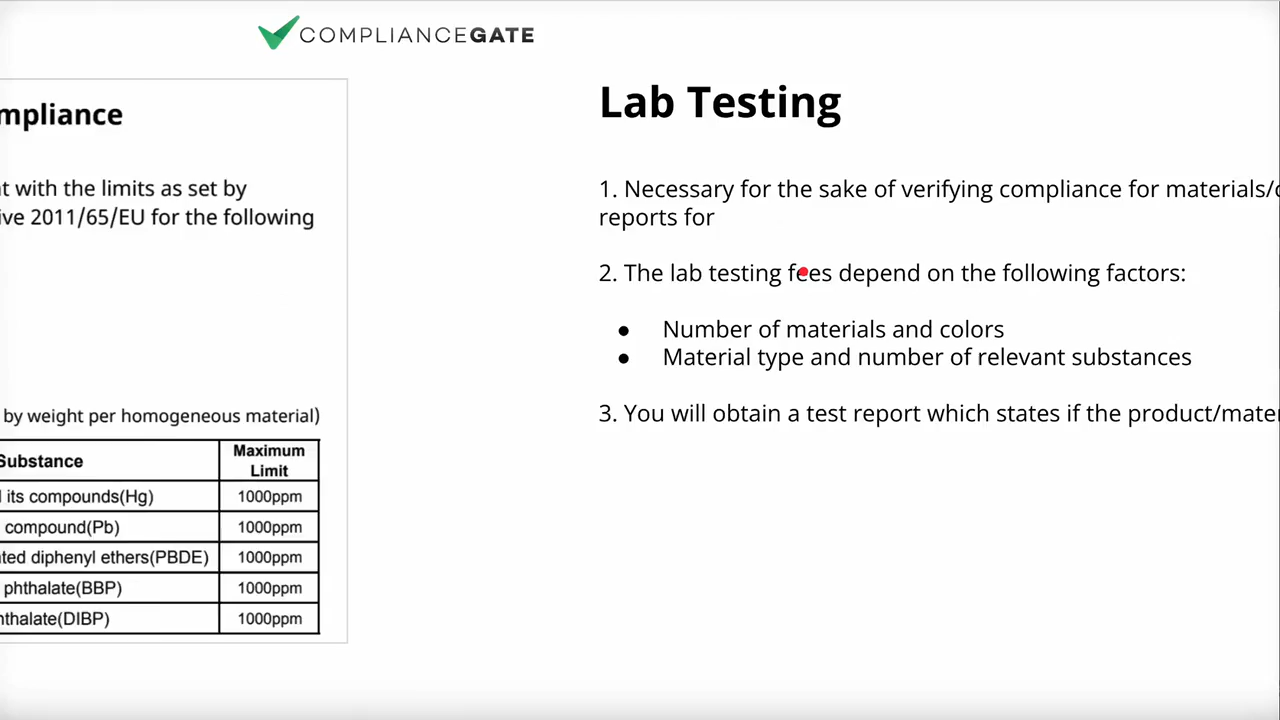 COMPLIANCEGATE
mpliance
t with the limits as set by
ive 2011/65/EU for the following
by weight per homogeneous material)
Substance Maximum Limit
its compounds(Hg) 1000ppm
compound(Pb) 1000ppm
ted diphenyl ethers(PBDE) 1000ppm
phthalate(BBP) 1000ppm
hthalate(DIBP) 1000ppm
Lab Testing
1. Necessary for the sake of verifying compliance for materials/
reports for
2. The lab testing fees depend on the following factors:
● Number of materials and colors
● Material type and number of relevant substances
3. You will obtain a test report which states if the product/mate